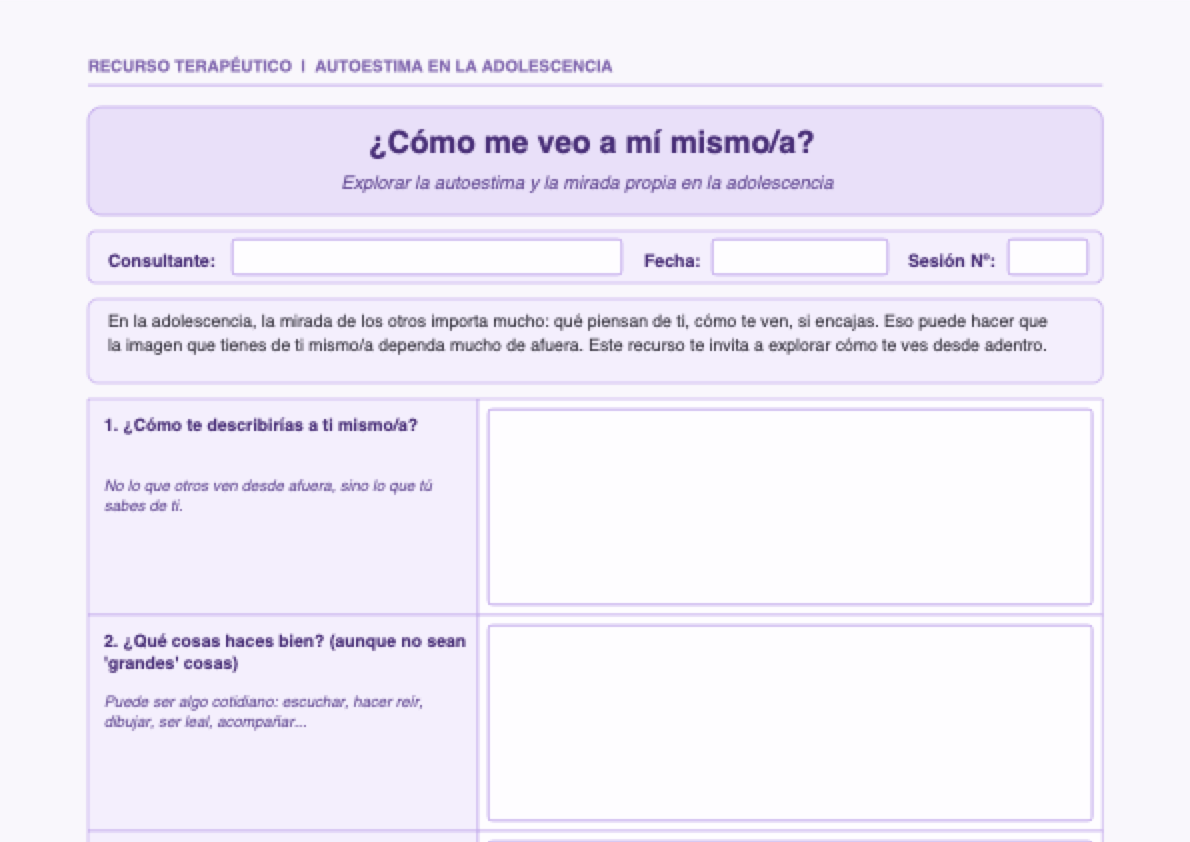 RECURSO TERAPÉUTICO | AUTOESTIMA EN LA ADOLESCENCIA
¿Cómo me veo a mí mismo/a?
Explorar la autoestima y la mirada propia en la adolescencia
Consultante:
Fecha:
Sesión N°:
En la adolescencia, la mirada de los otros importa mucho: qué piensan de ti, cómo te ven, si encajas. Eso puede hacer que
la imagen que tienes de ti mismo/a dependa mucho de afuera. Este recurso te invita a explorar cómo te ves desde adentro.
1. ¿Cómo te describirías a ti mismo/a?
No lo que otros ven desde afuera, sino lo que tú
sabes de ti.
2. ¿Qué cosas haces bien? (aunque no sean
'grandes' cosas)
Puede ser algo cotidiano: escuchar, hacer reír,
dibujar, ser leal, acompañar...